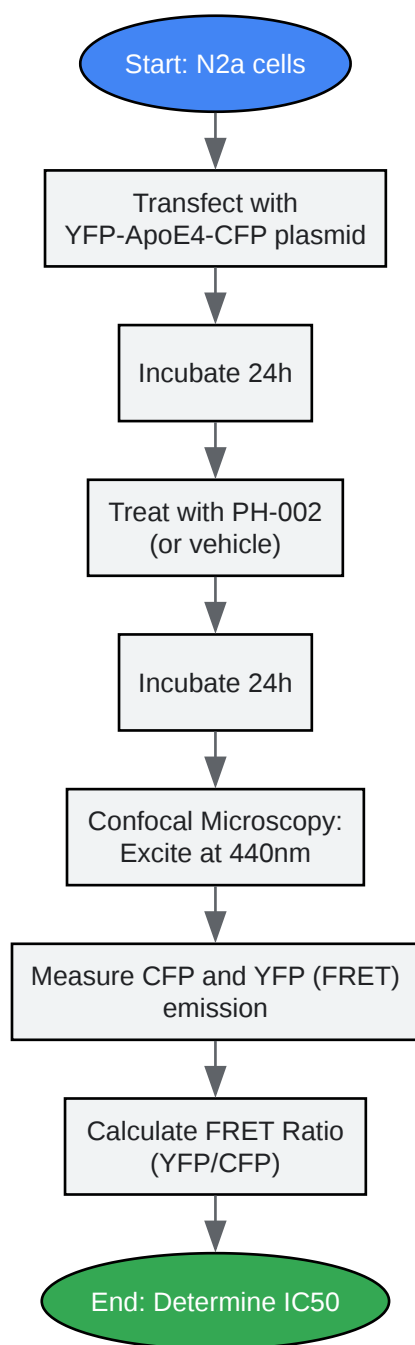 Start: N2a cells
Transfect with
YFP-ApoE4-CFP plasmid
Incubate 24h
Treat with PH-002
(or vehicle)
Incubate 24h
Confocal Microscopy:
Excite at 440nm
Measure CFP and YFP (FRET)
emission
Calculate FRET Ratio
(YFP/CFP)
End: Determine IC50